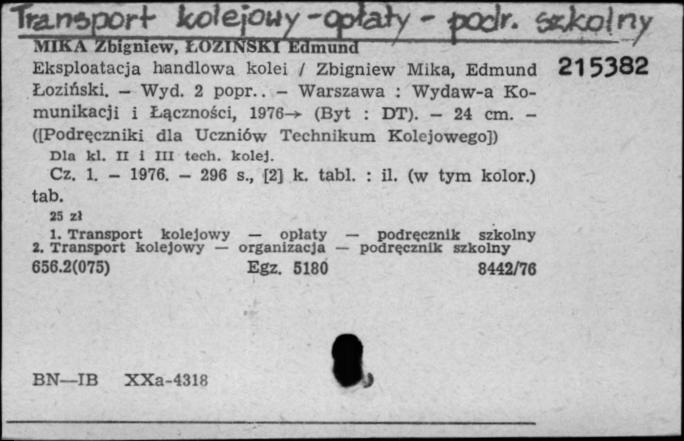 Transport kolejowy - opłaty - podr. szkolny
MIKA Zbigniew, ŁOZIŃSKI Edmund
Eksploatacja handlowa kolei / Zbigniew Mika, Edmund 215382
Łoziński. — Wyd. 2 popr.. — Warszawa : Wydaw-a Ko-
munikacji i Łączności, 1976→ (Byt : DT). — 24 cm. —
([Podręczniki dla Uczniów Technikum Kolejowego])
Dla kl. II i III tech. kolej.
Cz. 1. — 1976. — 296 s., [2] k. tabl. : il. (w tym kolor.)
tab.
25 zł
1. Transport kolejowy — opłaty — podręcznik szkolny
2. Transport kolejowy — organizacja — podręcznik szkolny
656.2(075) Egz. 5180 8442/76
BN—IB XXa-4318